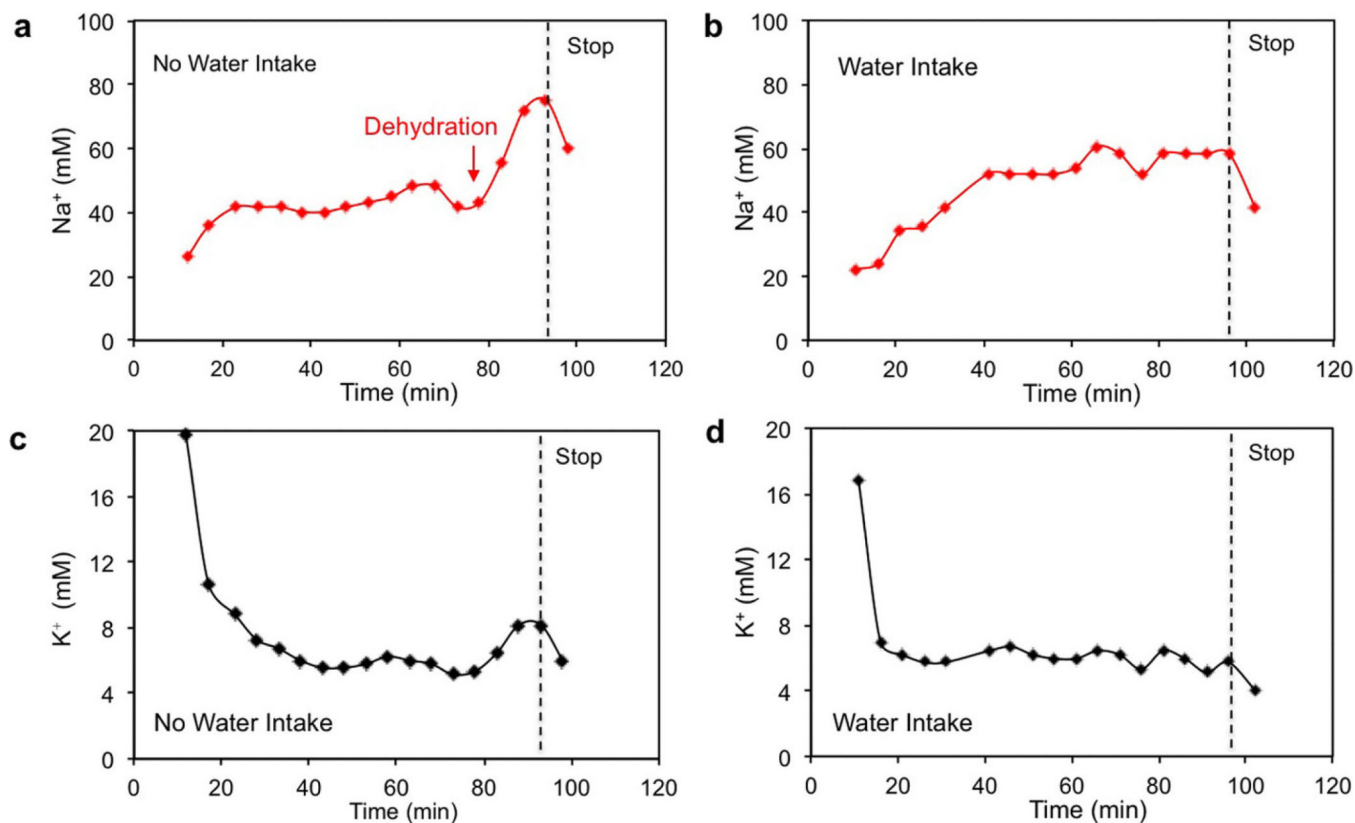 a
100
80
60
40
20
0
Na⁺ (mM)
No Water Intake
Stop
Dehydration
0 20 40 60 80 100 120
Time (min)
b
100
80
60
40
20
0
Na⁺ (mM)
Water Intake
Stop
0 20 40 60 80 100 120
Time (min)
c
20
16
12
8
4
0
K⁺ (mM)
Stop
No Water Intake
0 20 40 60 80 100 120
Time (min)
d
20
16
12
8
4
0
K⁺ (mM)
Stop
Water Intake
0 20 40 60 80 100 120
Time (min)